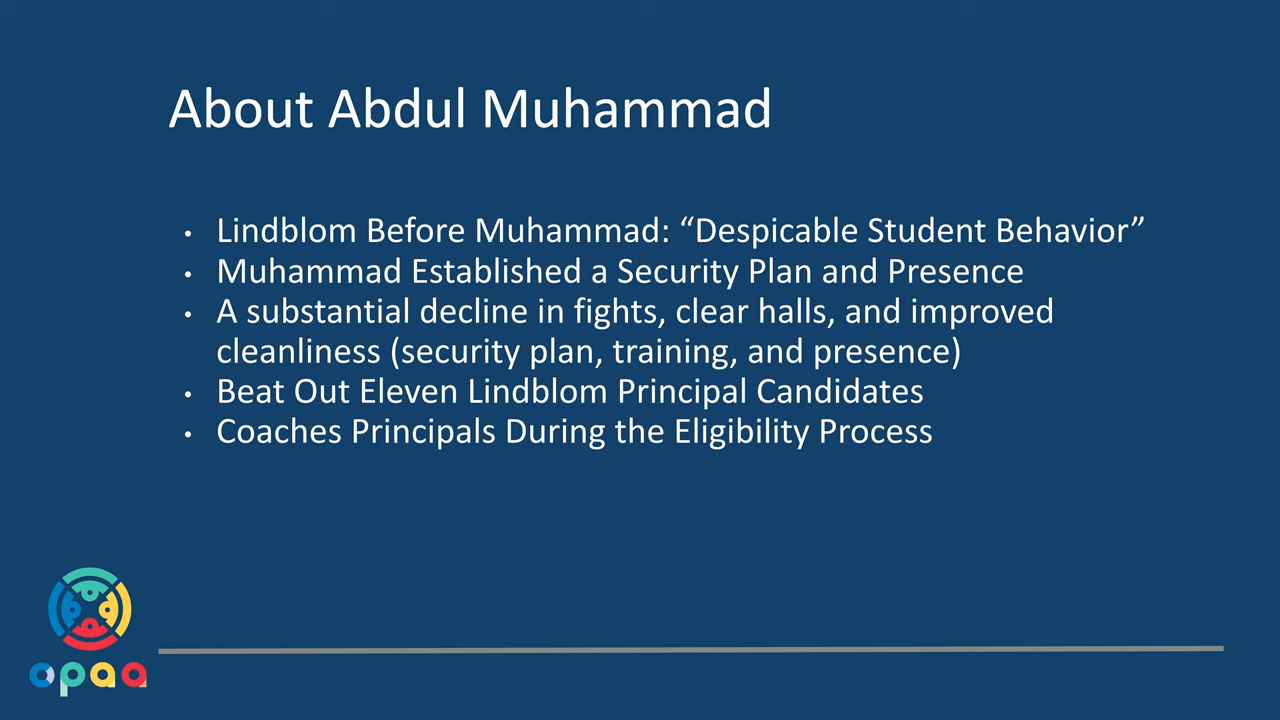 About Abdul Muhammad
• Lindblom Before Muhammad: “Despicable Student Behavior”
• Muhammad Established a Security Plan and Presence
• A substantial decline in fights, clear halls, and improved
cleanliness (security plan, training, and presence)
• Beat Out Eleven Lindblom Principal Candidates
• Coaches Principals During the Eligibility Process
opaa